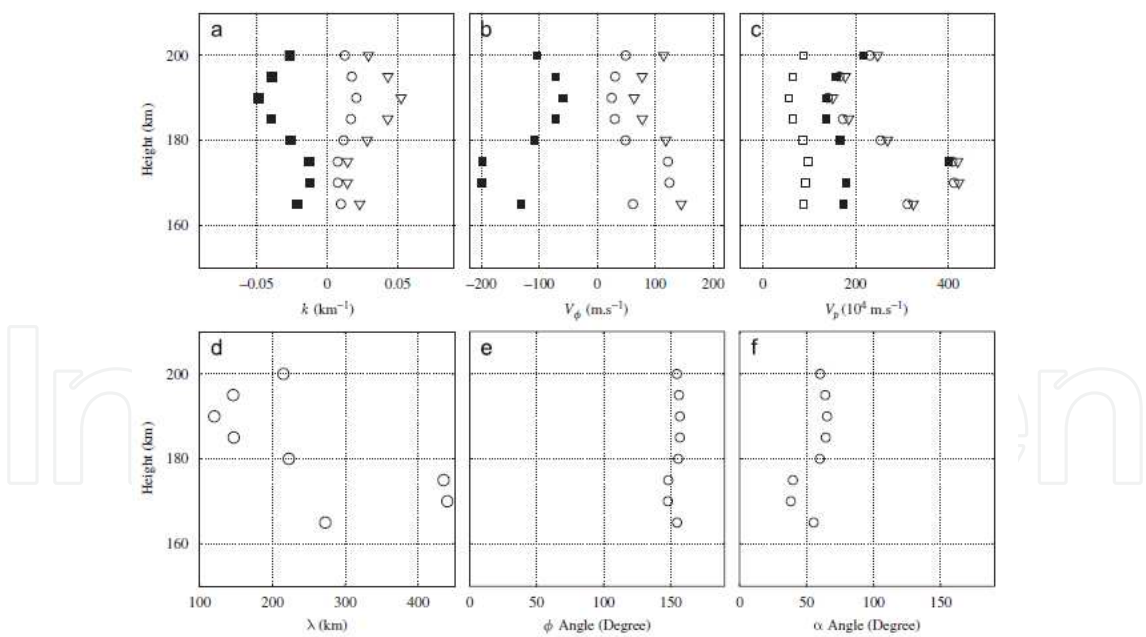 a b c
200
180
160
Height (km)
−0.05 0 0.05
−200 −100 0 100 200
0 200 400
k (km⁻¹)
V_ϕ (m.s⁻¹)
V_p (10⁴ m.s⁻¹)
d e f
200
180
160
Height (km)
100 200 300 400
0 50 100 150
0 50 100 150
λ (km)
ϕ Angle (Degree)
α Angle (Degree)